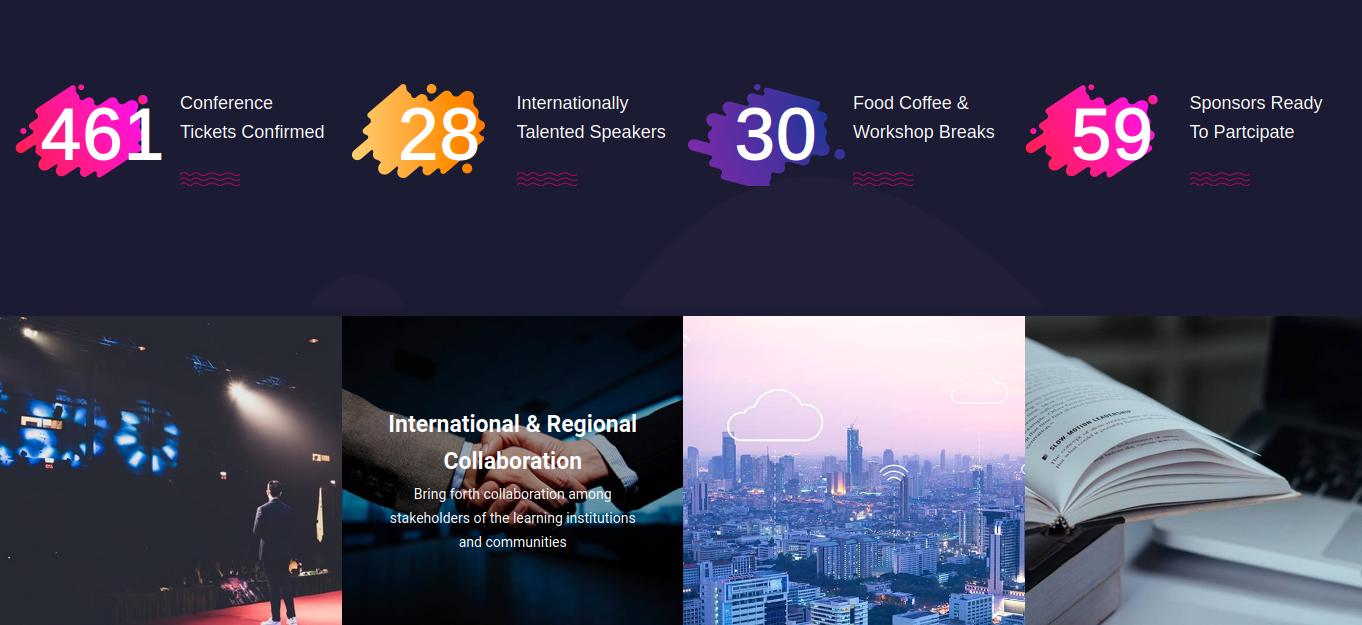 461
Conference
Tickets Confirmed
28
Internationally
Talented Speakers
30
Food Coffee &
Workshop Breaks
59
Sponsors Ready
To Partcipate
International & Regional
Collaboration
Bring forth collaboration among
stakeholders of the learning institutions
and communities
SLOW-MOTION LEADERSHIP